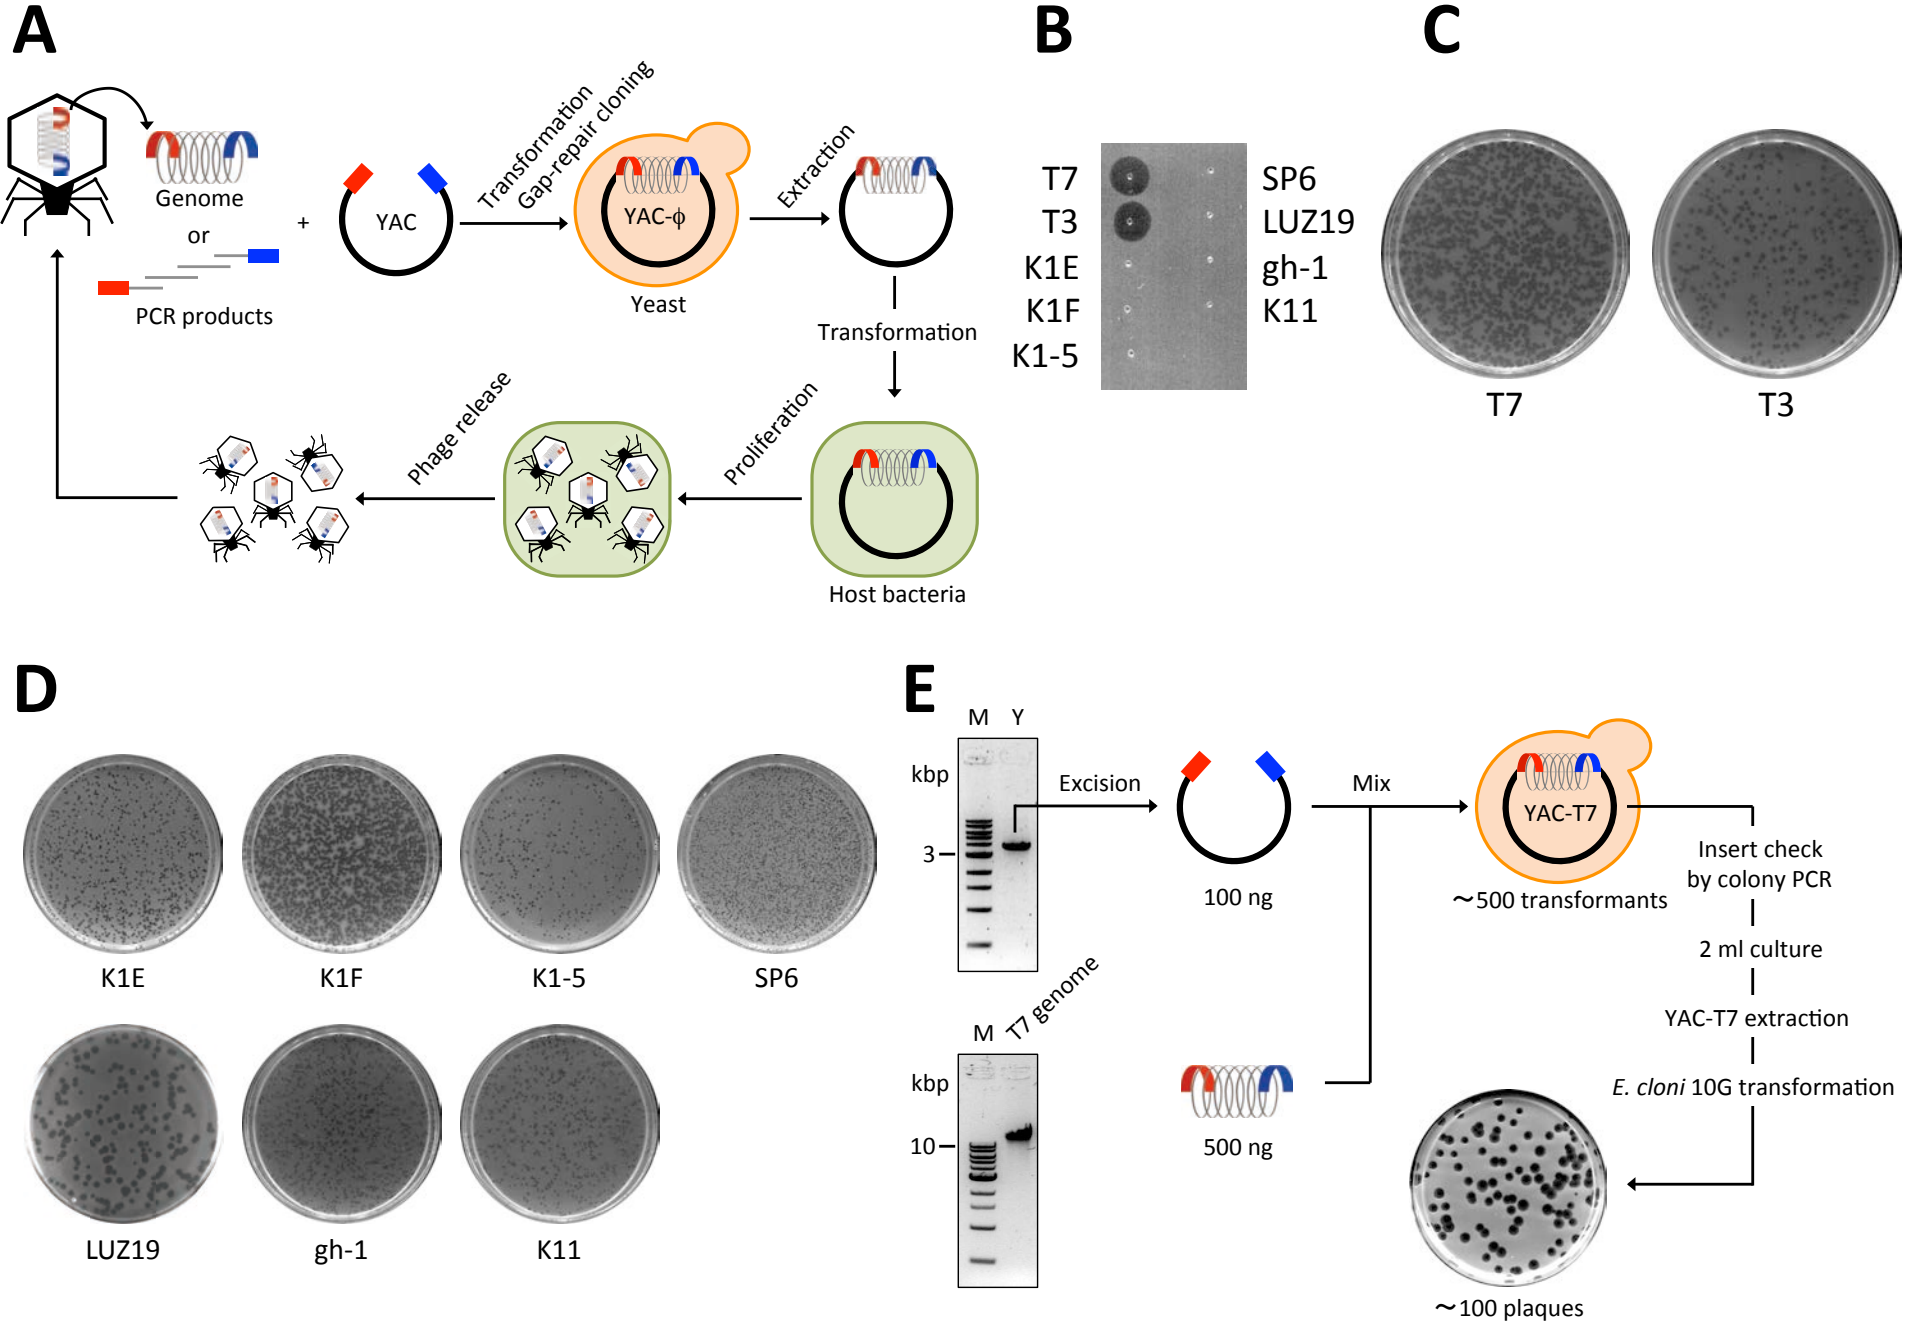 A
Genome
or
PCR products
+
YAC
Transformation
Gap-repair cloning
YAC-ϕ
Yeast
Extraction
Transformation
Host bacteria
Proliferation
Phage release
B
T7
T3
K1E
K1F
K1-5
SP6
LUZ19
gh-1
K11
C
T7
T3
D
K1E
K1F
K1-5
SP6
LUZ19
gh-1
K11
E
M
Y
kbp
3
Excision
100 ng
Mix
YAC-T7
~500 transformants
Insert check
by colony PCR
2 ml culture
YAC-T7 extraction
E. cloni 10G transformation
M
T7 genome
kbp
10
500 ng
~100 plaques